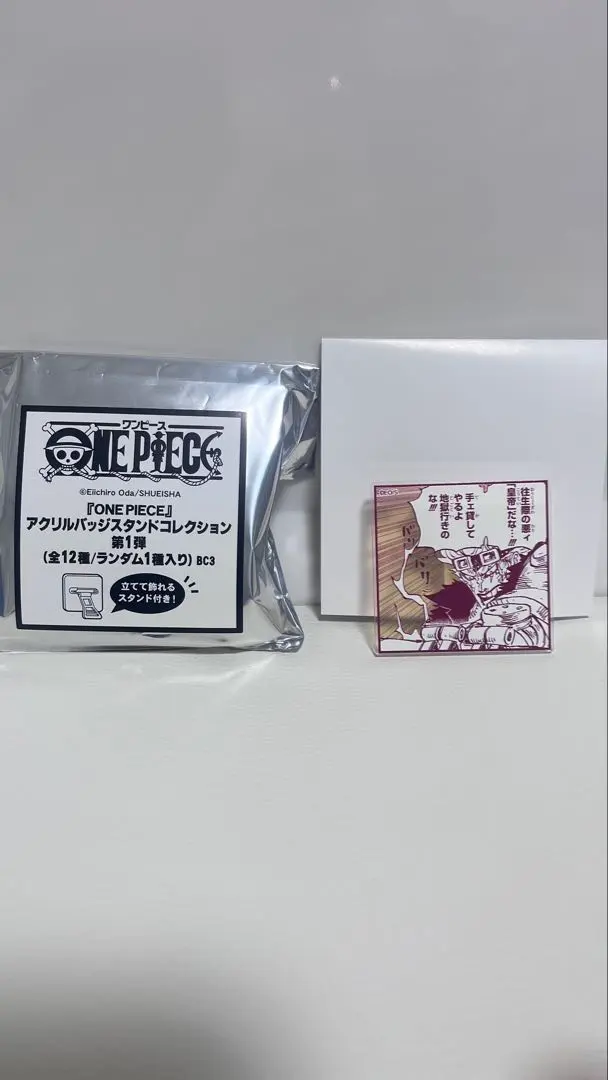 ワンピース
ONE PIECE
©Eiichiro Oda/SHUEISHA
『ONE PIECE』
アクリルバッジスタンドコレクション
第1弾
(全12種/ランダム1種入り) BC3
立てて飾れる
スタンド付き!
往生際の悪ィ
「皇帝」だな…!!!
手ェ貸して
やるよ
地獄行きの
な!!!
バリ
バリ